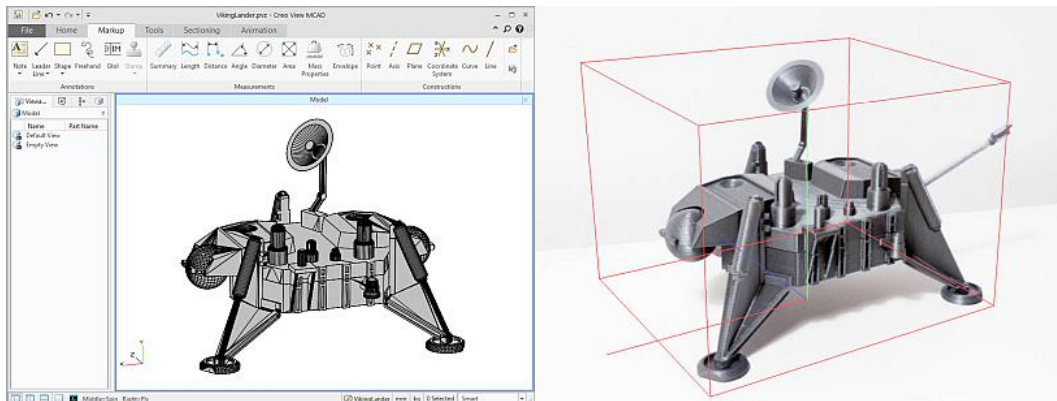 VikingLander.pvz - Creo View MCAD
File Home Markup Tools Sectioning Animation
Note Leader Line Shape Freehand Gtol Stamp Summary Length Distance Angle Diameter Area Mass Properties Envelope Point Axis Plane Coordinate System Curve Line
Annotations Measurements Constructions
Model
Model
Name Part Name
Default View
Empty View
Y
Z
X
VikingLander mm 0 Selected Smart